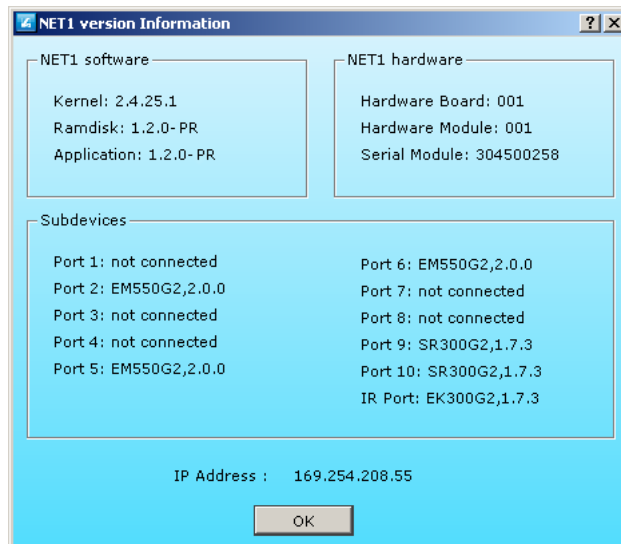 NET1 version Information
NET1 software
Kernel: 2.4.25.1
Ramdisk: 1.2.0-PR
Application: 1.2.0-PR
NET1 hardware
Hardware Board: 001
Hardware Module: 001
Serial Module: 304500258
Subdevices
Port 1: not connected
Port 2: EM550G2,2.0.0
Port 3: not connected
Port 4: not connected
Port 5: EM550G2,2.0.0
Port 6: EM550G2,2.0.0
Port 7: not connected
Port 8: not connected
Port 9: SR300G2,1.7.3
Port 10: SR300G2,1.7.3
IR Port: EK300G2,1.7.3
IP Address : 169.254.208.55
OK